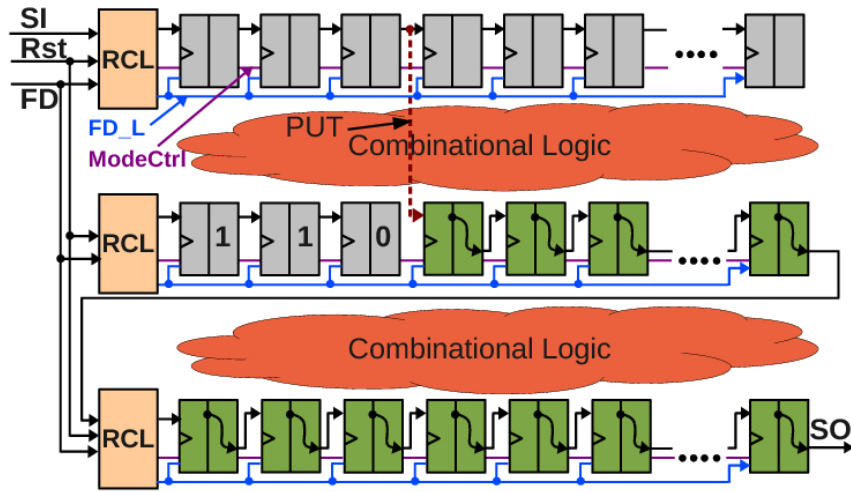 SI
Rst
FD
RCL
....
FD_L
ModeCtrl
PUT
Combinational Logic
RCL
1
1
0
....
Combinational Logic
RCL
....
SO